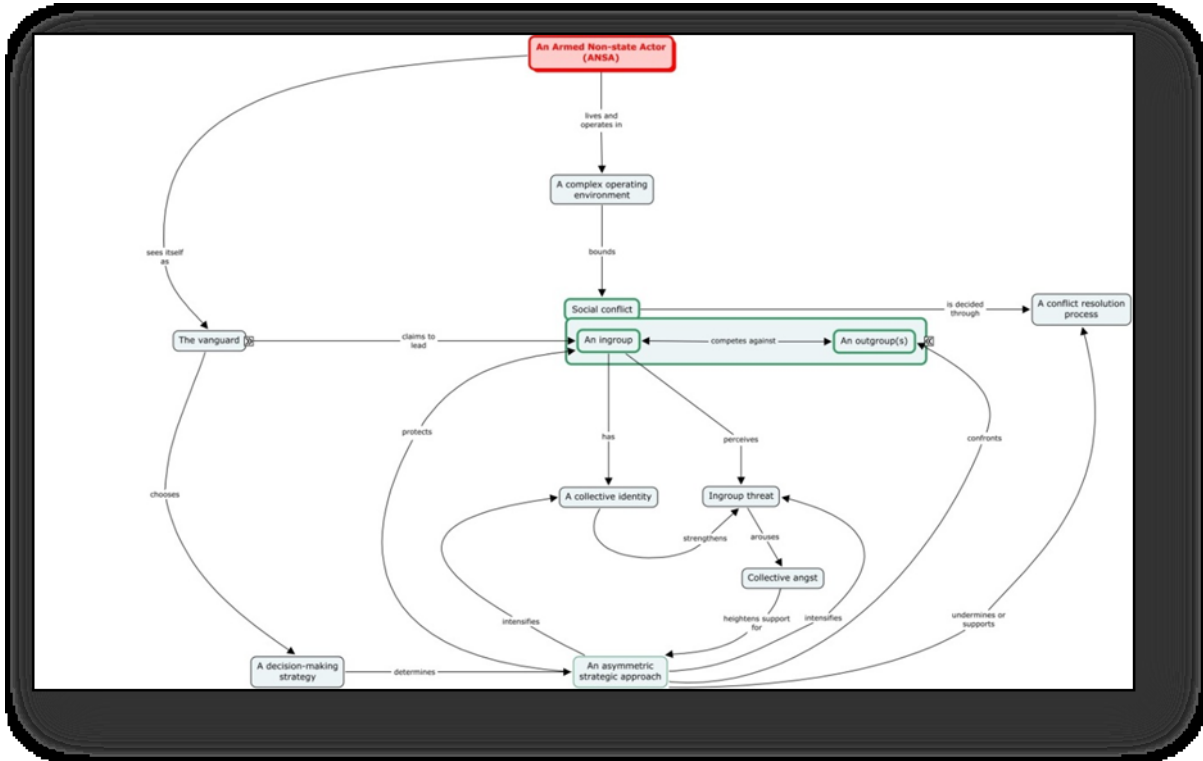 An Armed Non-state Actor
(ANSA)
lives and
operates in
A complex operating
environment
sees itself
as
bounds
Social conflict
is decided
through
A conflict resolution
process
The vanguard
claims to
lead
An ingroup
competes against
An outgroup(s)
protects
has
perceives
confronts
chooses
A collective identity
Ingroup threat
strengthens
arouses
Collective angst
intensifies
heightens support
for
intensifies
undermines or
supports
A decision-making
strategy
determines
An asymmetric
strategic approach